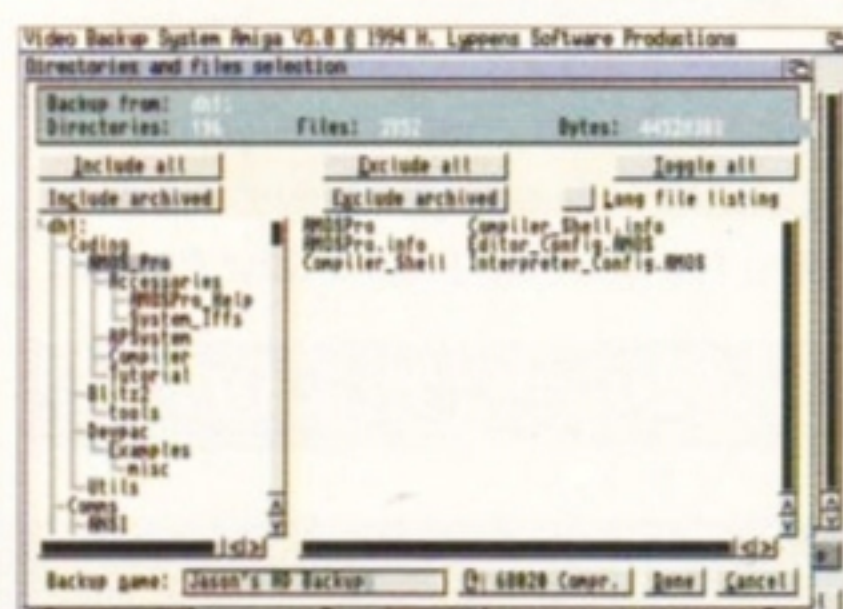 Video Backup System Amiga V3.0 § 1994 H. Lyppens Software Productions
Directories and files selection
Backup from: dh1:
Directories: 196 Files: Bytes:
Include all Exclude all Toggle all
Include archived Exclude archived Long file listing
dh1:
Coding
AMOS_Pro
Accessories
AMOSPro_Help
System_Iffs
APSystem
Compiler
Tutorial
Blitz2
tools
Devpac
Examples
misc
Utils
Comms
ANSI
AMOSPro Compiler_Shell.info
AMOSPro.info Editor_Config.AMOS
Compiler_Shell Interpreter_Config.AMOS
Backup name: Jason's HD Backup 68020 Compr. Done Cancel